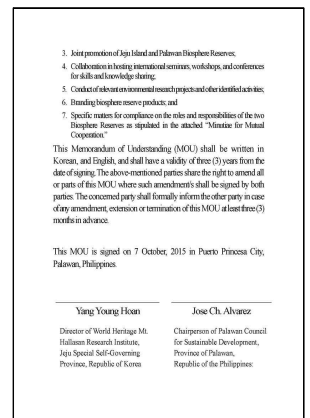 3. Joint promotion of Jeju Island and Palawan Biosphere Reserves;
4. Collaboration in hosting international seminars, workshops, and conferences
for skills and knowledge sharing;
5. Conduct of relevant environmental research projects and other identified activities;
6. Branding biosphere reserve products; and
7. Specific matters for compliance on the roles and responsibilities of the two
Biosphere Reserves as stipulated in the attached "Minutiae for Mutual
Cooperation."
This Memorandum of Understanding (MOU) shall be written in
Korean, and English, and shall have a validity of three (3) years from the
date of signing. The above-mentioned parties share the right to amend all
or parts of this MOU where such amendment/s shall be signed by both
parties. The concerned party shall formally inform the other party in case
of any amendment, extension or termination of this MOU at least three (3)
months in advance.
This MOU is signed on 7 October, 2015 in Puerto Princesa City,
Palawan, Philippines.
Yang Young Hoan
Director of World Heritage Mt.
Hallasan Research Institute,
Jeju Special Self-Governing
Province, Republic of Korea
Jose Ch. Alvarez
Chairperson of Palawan Council
for Sustainable Development,
Province of Palawan,
Republic of the Philippines